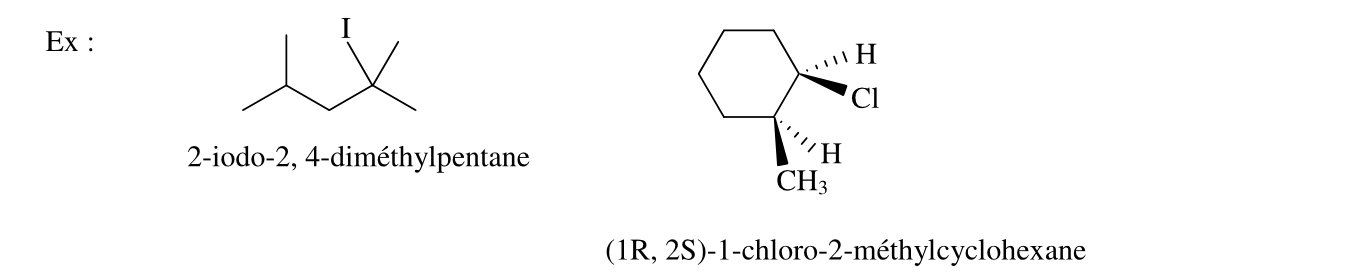 Ex :
I
2-iodo-2, 4-diméthylpentane
H
Cl
H
CH₃
(1R, 2S)-1-chloro-2-méthylcyclohexane